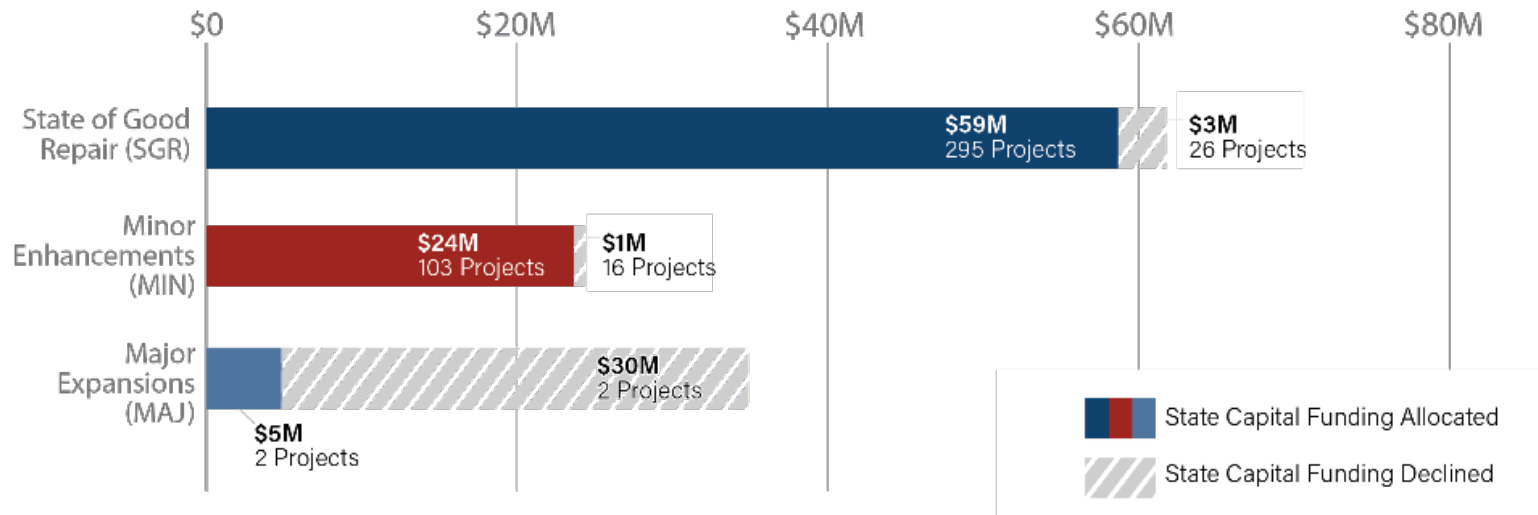 $0 $20M $40M $60M $80M
State of Good
Repair (SGR)
$59M
295 Projects
$3M
26 Projects
Minor
Enhancements
(MIN)
$24M
103 Projects
$1M
16 Projects
Major
Expansions
(MAJ)
$30M
2 Projects
$5M
2 Projects
State Capital Funding Allocated
State Capital Funding Declined